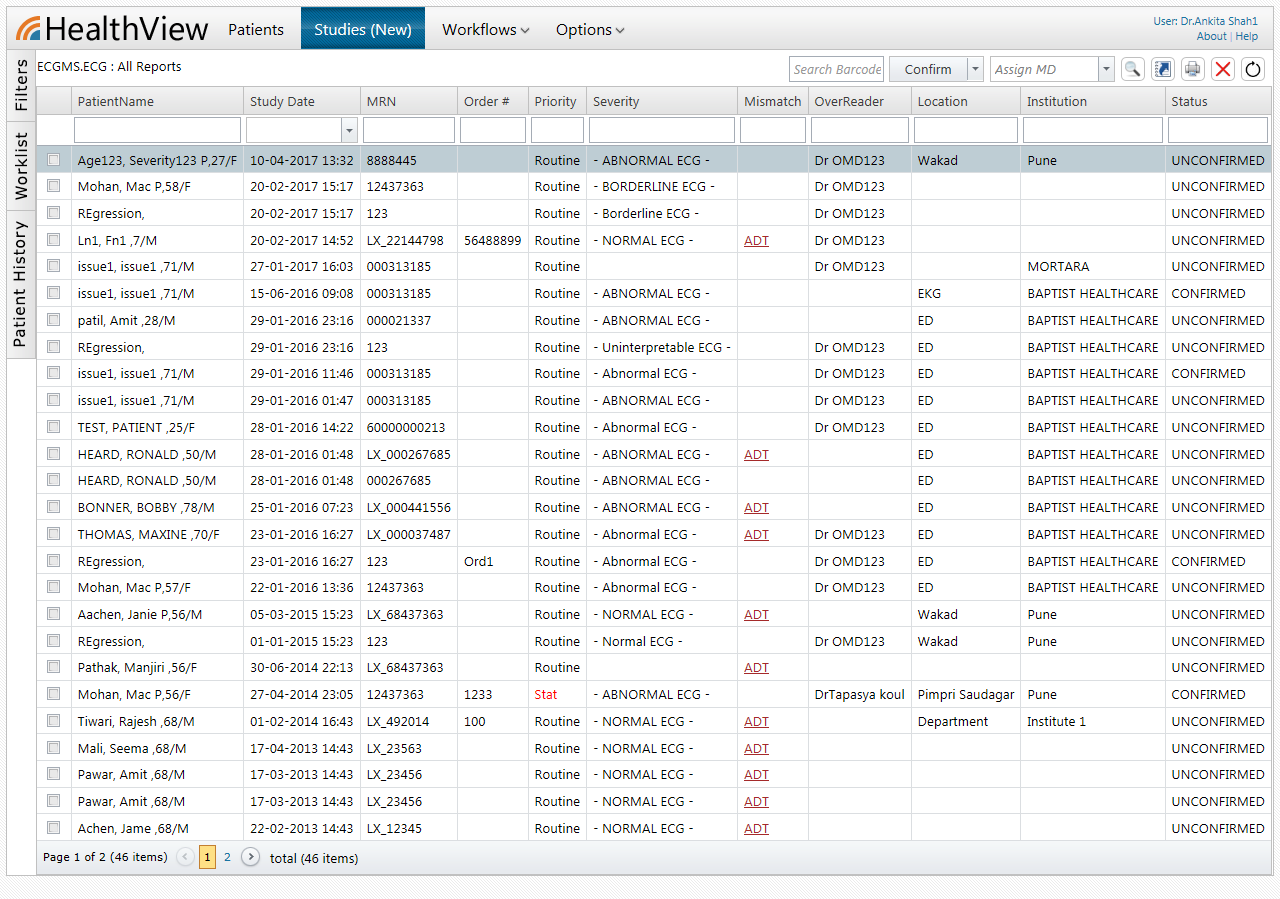 HealthView Patients Studies (New) Workflows Options
User: Dr.Ankita Shah1
About | Help
Filters
Worklist
Patient History
ECGMS.ECG : All Reports Search Barcode Confirm Assign MD
PatientName Study Date MRN Order # Priority Severity Mismatch OverReader Location Institution Status
Age123, Severity123 P,27/F 10-04-2017 13:32 8888445 Routine - ABNORMAL ECG - Dr OMD123 Wakad Pune UNCONFIRMED
Mohan, Mac P,58/F 20-02-2017 15:17 12437363 Routine - BORDERLINE ECG - Dr OMD123 UNCONFIRMED
REgression, 20-02-2017 15:17 123 Routine - Borderline ECG - Dr OMD123 UNCONFIRMED
Ln1, Fn1 ,7/M 20-02-2017 14:52 LX_22144798 56488899 Routine - NORMAL ECG - ADT Dr OMD123 UNCONFIRMED
issue1, issue1 ,71/M 27-01-2017 16:03 000313185 Routine Dr OMD123 MORTARA UNCONFIRMED
issue1, issue1 ,71/M 15-06-2016 09:08 000313185 Routine - ABNORMAL ECG - EKG BAPTIST HEALTHCARE CONFIRMED
patil, Amit ,28/M 29-01-2016 23:16 000021337 Routine - ABNORMAL ECG - ED BAPTIST HEALTHCARE UNCONFIRMED
REgression, 29-01-2016 23:16 123 Routine - Uninterpretable ECG - Dr OMD123 ED BAPTIST HEALTHCARE UNCONFIRMED
issue1, issue1 ,71/M 29-01-2016 11:46 000313185 Routine - Abnormal ECG - Dr OMD123 ED BAPTIST HEALTHCARE CONFIRMED
issue1, issue1 ,71/M 29-01-2016 01:47 000313185 Routine - ABNORMAL ECG - Dr OMD123 ED BAPTIST HEALTHCARE UNCONFIRMED
TEST, PATIENT ,25/F 28-01-2016 14:22 60000000213 Routine - Abnormal ECG - Dr OMD123 ED BAPTIST HEALTHCARE UNCONFIRMED
HEARD, RONALD ,50/M 28-01-2016 01:48 LX_000267685 Routine - ABNORMAL ECG - ADT ED BAPTIST HEALTHCARE UNCONFIRMED
HEARD, RONALD ,50/M 28-01-2016 01:48 000267685 Routine - ABNORMAL ECG - ED BAPTIST HEALTHCARE UNCONFIRMED
BONNER, BOBBY ,78/M 25-01-2016 07:23 LX_000441556 Routine - ABNORMAL ECG - ADT ED BAPTIST HEALTHCARE UNCONFIRMED
THOMAS, MAXINE ,70/F 23-01-2016 16:27 LX_000037487 Routine - Abnormal ECG - ADT Dr OMD123 ED BAPTIST HEALTHCARE UNCONFIRMED
REgression, 23-01-2016 16:27 123 Ord1 Routine - Abnormal ECG - Dr OMD123 ED BAPTIST HEALTHCARE CONFIRMED
Mohan, Mac P,57/F 22-01-2016 13:36 12437363 Routine - Abnormal ECG - Dr OMD123 ED BAPTIST HEALTHCARE UNCONFIRMED
Aachen, Janie P,56/M 05-03-2015 15:23 LX_68437363 Routine - NORMAL ECG - ADT Wakad Pune UNCONFIRMED
REgression, 01-01-2015 15:23 123 Routine - Normal ECG - Dr OMD123 Wakad Pune UNCONFIRMED
Pathak, Manjiri ,56/F 30-06-2014 22:13 LX_68437363 Routine ADT UNCONFIRMED
Mohan, Mac P,56/F 27-04-2014 23:05 12437363 1233 Stat - ABNORMAL ECG - DrTapasya koul Pimpri Saudagar Pune CONFIRMED
Tiwari, Rajesh ,68/M 01-02-2014 16:43 LX_492014 100 Routine - NORMAL ECG - ADT Department Institute 1 UNCONFIRMED
Mali, Seema ,68/M 17-04-2013 14:43 LX_23563 Routine - NORMAL ECG - ADT UNCONFIRMED
Pawar, Amit ,68/M 17-03-2013 14:43 LX_23456 Routine - NORMAL ECG - ADT UNCONFIRMED
Pawar, Amit ,68/M 17-03-2013 14:43 LX_23456 Routine - NORMAL ECG - ADT UNCONFIRMED
Achen, Jame ,68/M 22-02-2013 14:43 LX_12345 Routine - NORMAL ECG - ADT UNCONFIRMED
Page 1 of 2 (46 items) 1 2 total (46 items)